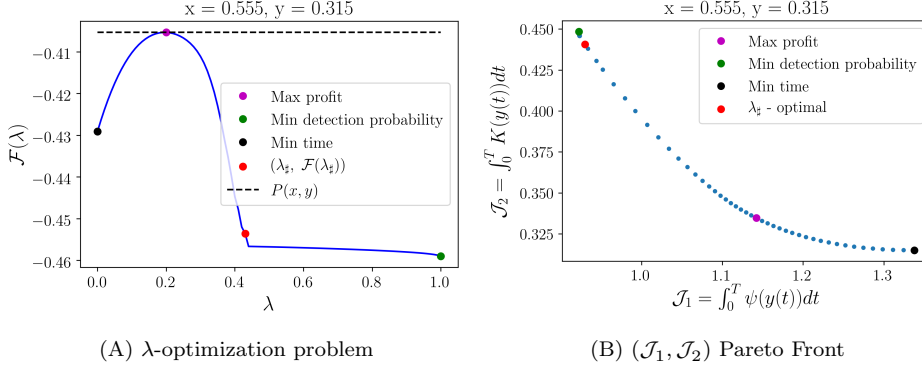 x = 0.555, y = 0.315
−0.41
−0.42
−0.43
−0.44
−0.45
−0.46
ℱ(λ)
Max profit
Min detection probability
Min time
(λ♯, ℱ(λ♯))
P(x, y)
0.0 0.2 0.4 0.6 0.8 1.0
λ
(A) λ-optimization problem
x = 0.555, y = 0.315
0.450
0.425
0.400
0.375
0.350
0.325
𝒥₂ = ∫₀ᵀ K(y(t))dt
Max profit
Min detection probability
Min time
λ♯ - optimal
1.0 1.1 1.2 1.3
𝒥₁ = ∫₀ᵀ ψ(y(t))dt
(B) (𝒥₁, 𝒥₂) Pareto Front